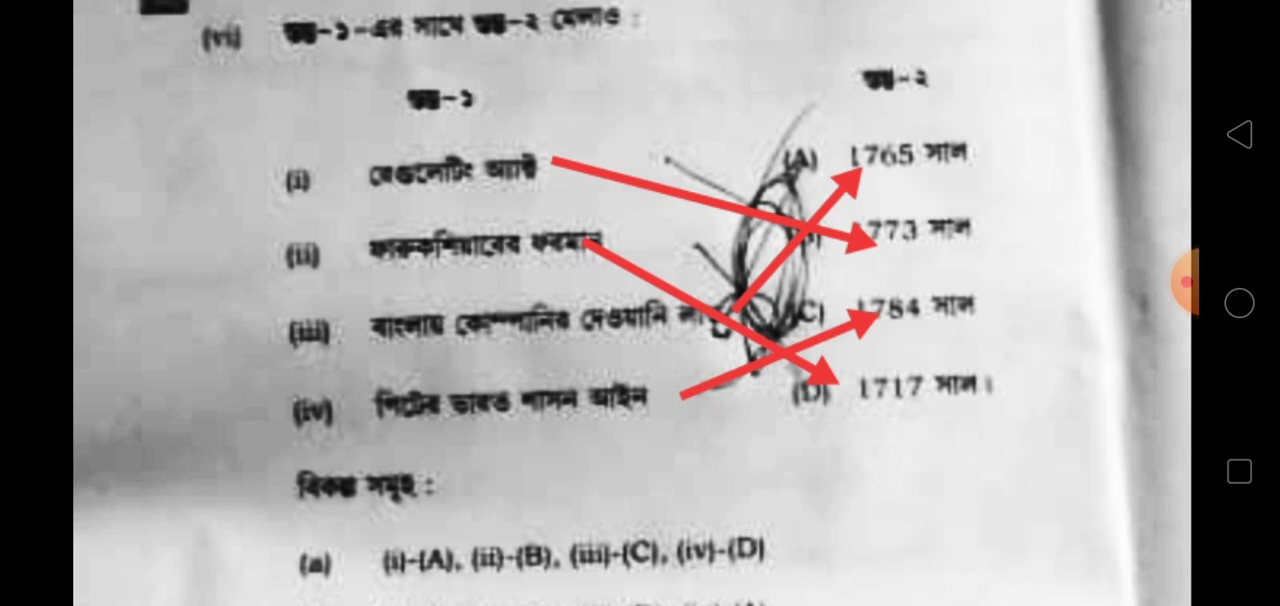 (vi) স্তম্ভ-১-এর সাথে স্তম্ভ-২ মেলাও :
স্তম্ভ-১ স্তম্ভ-২
(i) রেগুলেটিং অ্যাক্ট (A) 1765 সাল
(ii) ফারুকশিয়ারের ফরমান 1773 সাল
(iii) বাংলায় কোম্পানির দেওয়ানি (C) 1784 সাল
(iv) পিটের ভারত শাসন আইন (D) 1717 সাল।
বিকল্প সমূহ :
(a) (i)-(A), (ii)-(B), (iii)-(C), (iv)-(D)